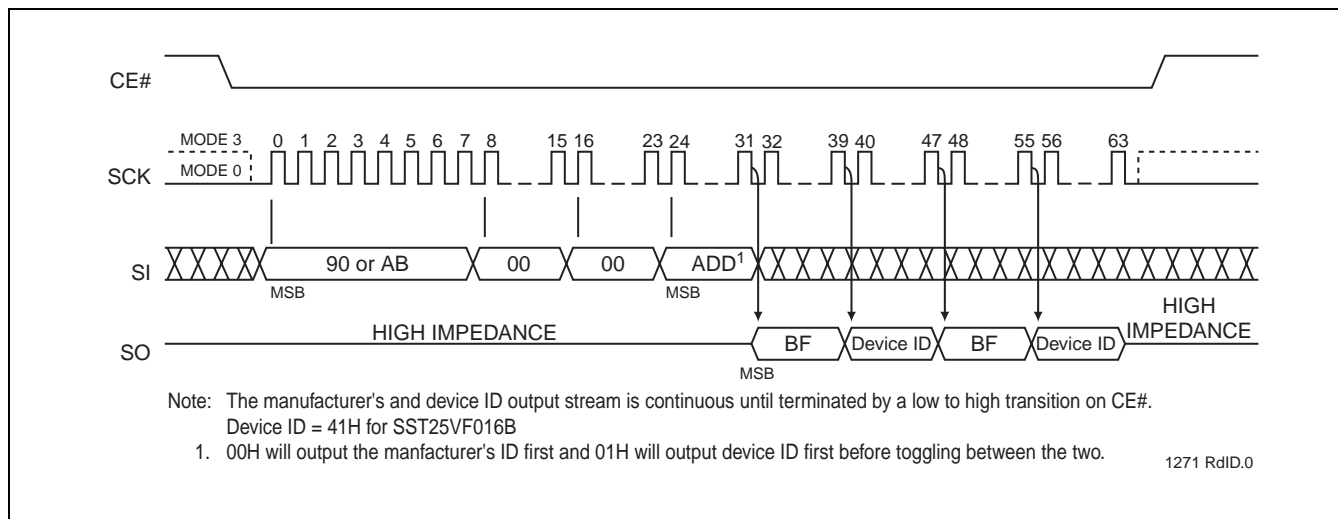 CE#
MODE 3 0 1 2 3 4 5 6 7 8 15 16 23 24 31 32 39 40 47 48 55 56 63
SCK MODE 0
SI 90 or AB 00 00 ADD1
MSB MSB
HIGH IMPEDANCE
HIGH
IMPEDANCE
SO BF Device ID BF Device ID
MSB
Note: The manufacturer's and device ID output stream is continuous until terminated by a low to high transition on CE#.
Device ID = 41H for SST25VF016B
1. 00H will output the manfacturer's ID first and 01H will output device ID first before toggling between the two.
1271 RdID.0